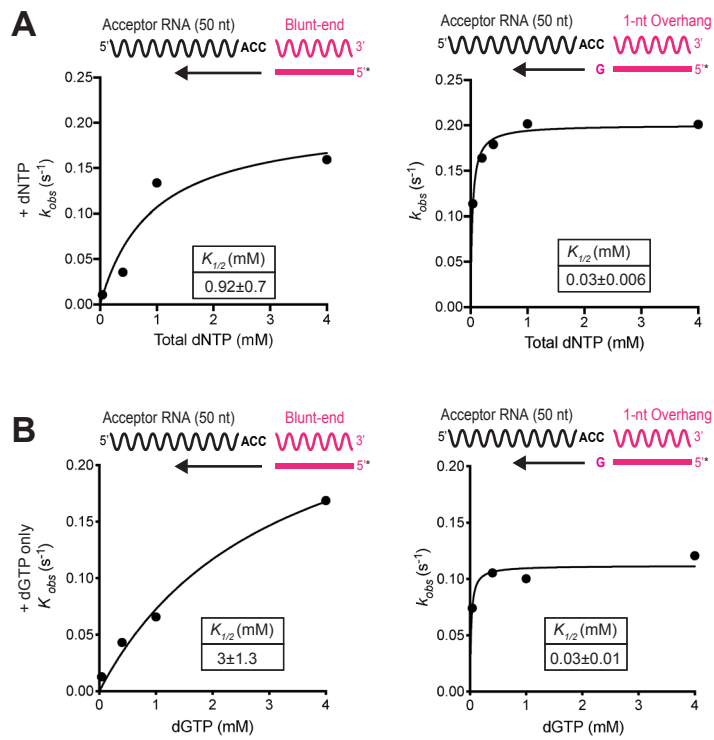 A
Acceptor RNA (50 nt)
Blunt-end
5'
ACC
3'
5'*
+ dNTP
kobs (s-1)
0.25
0.20
0.15
0.10
0.05
0.00
K1/2 (mM)
0.92±0.7
0
1
2
3
4
Total dNTP (mM)
Acceptor RNA (50 nt)
1-nt Overhang
5'
ACC
3'
G
5'*
kobs (s-1)
0.25
0.20
0.15
0.10
0.05
0.00
K1/2 (mM)
0.03±0.006
0
1
2
3
4
Total dNTP (mM)
B
Acceptor RNA (50 nt)
Blunt-end
5'
ACC
3'
5'*
+ dGTP only
K obs (s-1)
0.20
0.15
0.10
0.05
0.00
K1/2 (mM)
3±1.3
0
1
2
3
4
dGTP (mM)
Acceptor RNA (50 nt)
1-nt Overhang
5'
ACC
3'
G
5'*
kobs (s-1)
0.20
0.15
0.10
0.05
0.00
K1/2 (mM)
0.03±0.01
0
1
2
3
4
dGTP (mM)